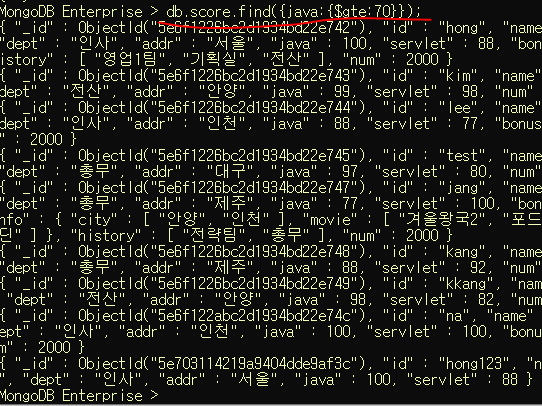 MongoDB Enterprise > db.score.find({java:{$gte:70}});
{ "_id" : ObjectId("5e6f1226bc2d1934bd22e742"), "id" : "hong", "name"
"dept" : "인사", "addr" : "서울", "java" : 100, "servlet" : 88, "bon
istory" : [ "영업1팀", "기획실", "전산" ], "num" : 2000 }
{ "_id" : ObjectId("5e6f1226bc2d1934bd22e743"), "id" : "kim", "name"
dept" : "전산", "addr" : "안양", "java" : 99, "servlet" : 98, "num"
{ "_id" : ObjectId("5e6f1226bc2d1934bd22e744"), "id" : "lee", "name"
dept" : "인사", "addr" : "인천", "java" : 88, "servlet" : 77, "bonus
" : 2000 }
{ "_id" : ObjectId("5e6f1226bc2d1934bd22e745"), "id" : "test", "name
"dept" : "총무", "addr" : "대구", "java" : 97, "servlet" : 80, "num"
{ "_id" : ObjectId("5e6f1226bc2d1934bd22e747"), "id" : "jang", "name
"dept" : "총무", "addr" : "제주", "java" : 77, "servlet" : 100, "bon
nfo" : { "city" : [ "안양", "인천" ], "movie" : [ "겨울왕국2", "포드
딘" ] }, "history" : [ "전략팀", "총무" ], "num" : 2000 }
{ "_id" : ObjectId("5e6f1226bc2d1934bd22e748"), "id" : "kang", "name
"dept" : "총무", "addr" : "제주", "java" : 88, "servlet" : 92, "num"
{ "_id" : ObjectId("5e6f1226bc2d1934bd22e749"), "id" : "kkang", "nam
, "dept" : "전산", "addr" : "안양", "java" : 98, "servlet" : 82, "num
{ "_id" : ObjectId("5e6f122abc2d1934bd22e74c"), "id" : "na", "name"
ept" : "인사", "addr" : "인천", "java" : 100, "servlet" : 100, "bonu
m" : 2000 }
{ "_id" : ObjectId("5e703114219a9404dde9af3c"), "id" : "hong123", "n
", "dept" : "인사", "addr" : "서울", "java" : 100, "servlet" : 88 }
MongoDB Enterprise >